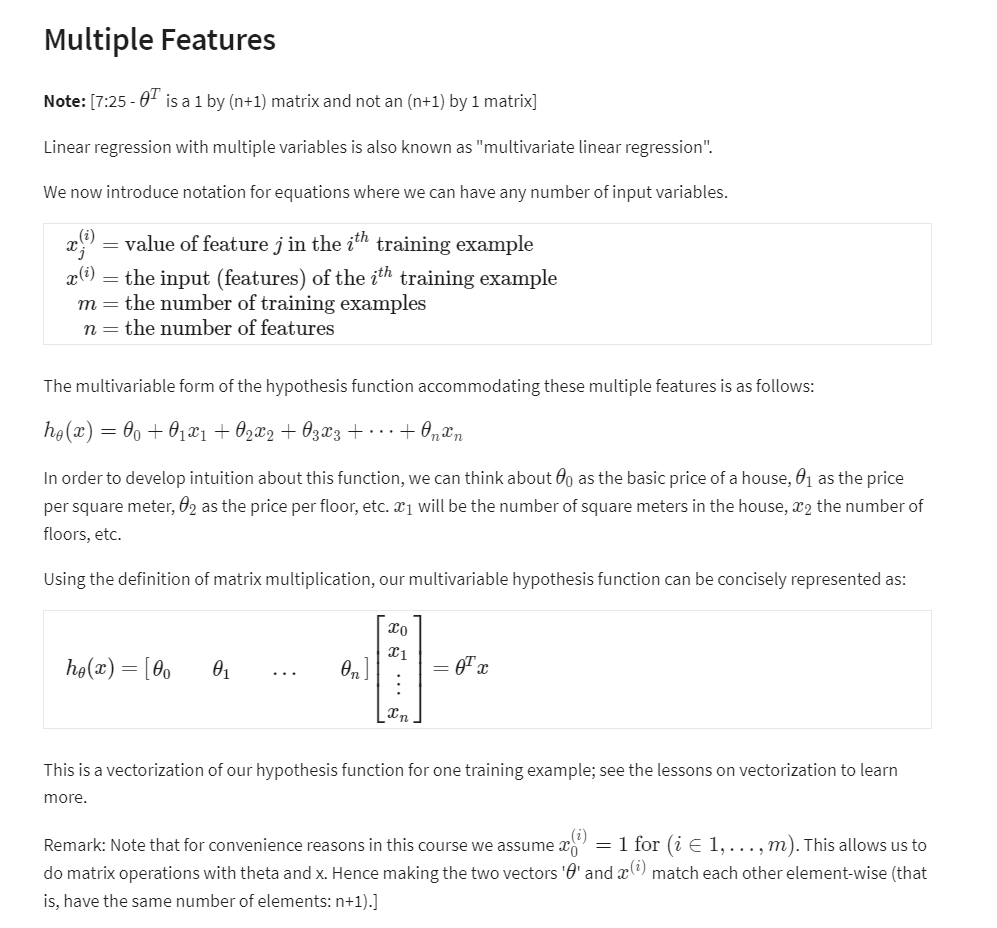 Multiple Features
Note: [7:25 - θ^T is a 1 by (n+1) matrix and not an (n+1) by 1 matrix]
Linear regression with multiple variables is also known as "multivariate linear regression".
We now introduce notation for equations where we can have any number of input variables.
x_j^{(i)} = value of feature j in the i^{th} training example
x^{(i)} = the input (features) of the i^{th} training example
m = the number of training examples
n = the number of features
The multivariable form of the hypothesis function accommodating these multiple features is as follows:
h_θ(x) = θ_0 + θ_1x_1 + θ_2x_2 + θ_3x_3 + ··· + θ_nx_n
In order to develop intuition about this function, we can think about θ_0 as the basic price of a house, θ_1 as the price
per square meter, θ_2 as the price per floor, etc. x_1 will be the number of square meters in the house, x_2 the number of
floors, etc.
Using the definition of matrix multiplication, our multivariable hypothesis function can be concisely represented as:
h_θ(x) = [θ_0 θ_1 ... θ_n] [x_0 x_1 ⋮ x_n] = θ^T x
This is a vectorization of our hypothesis function for one training example; see the lessons on vectorization to learn
more.
Remark: Note that for convenience reasons in this course we assume x_0^{(i)} = 1 for (i ∈ 1, ..., m). This allows us to
do matrix operations with theta and x. Hence making the two vectors 'θ' and x^{(i)} match each other element-wise (that
is, have the same number of elements: n+1).]